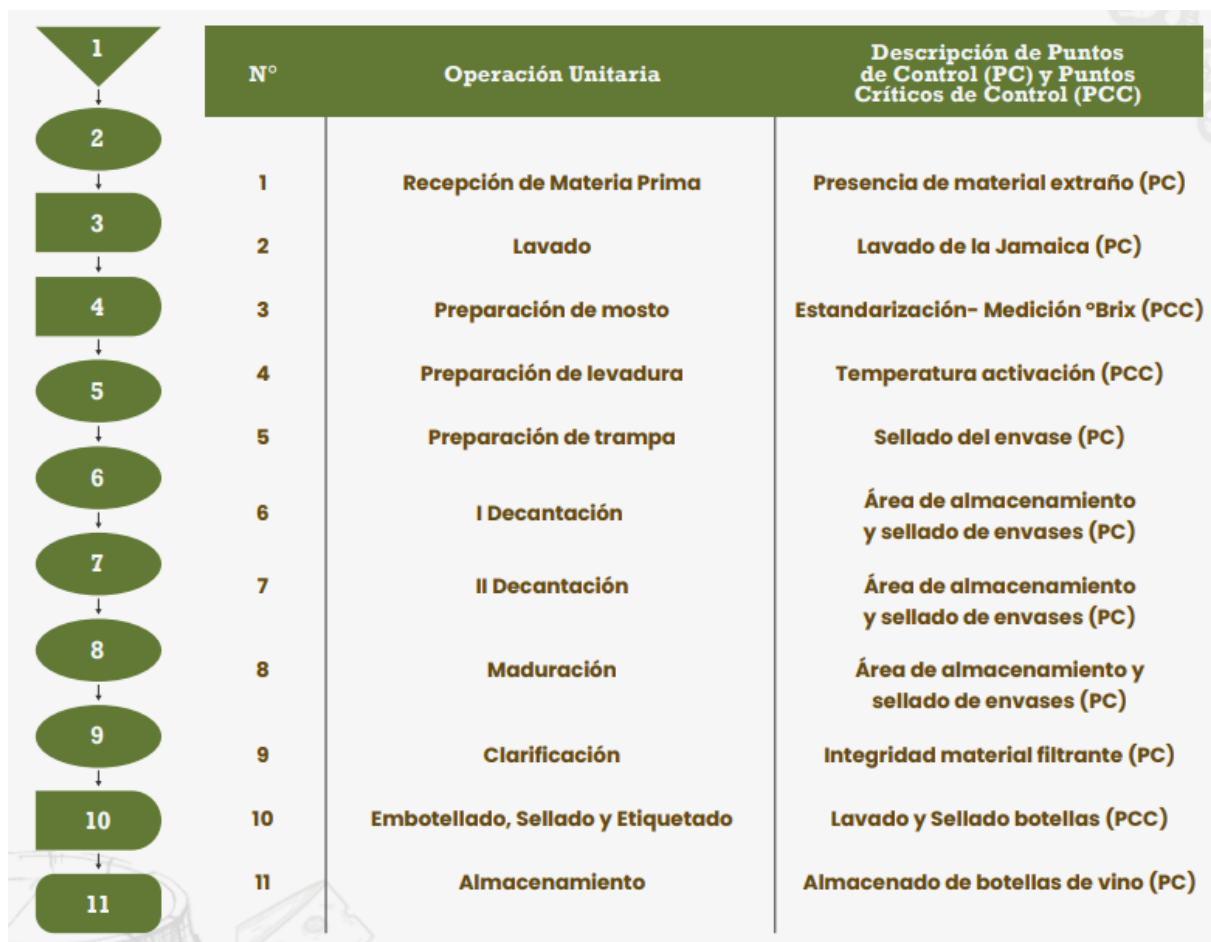 1
2
3
4
5
6
7
8
9
10
11
N° Operación Unitaria Descripción de Puntos
de Control (PC) y Puntos
Críticos de Control (PCC)
1 Recepción de Materia Prima Presencia de material extraño (PC)
2 Lavado Lavado de la Jamaica (PC)
3 Preparación de mosto Estandarización- Medición °Brix (PCC)
4 Preparación de levadura Temperatura activación (PCC)
5 Preparación de trampa Sellado del envase (PC)
6 I Decantación Área de almacenamiento
y sellado de envases (PC)
7 II Decantación Área de almacenamiento
y sellado de envases (PC)
8 Maduración Área de almacenamiento y
sellado de envases (PC)
9 Clarificación Integridad material filtrante (PC)
10 Embotellado, Sellado y Etiquetado Lavado y Sellado botellas (PCC)
11 Almacenamiento Almacenado de botellas de vino (PC)